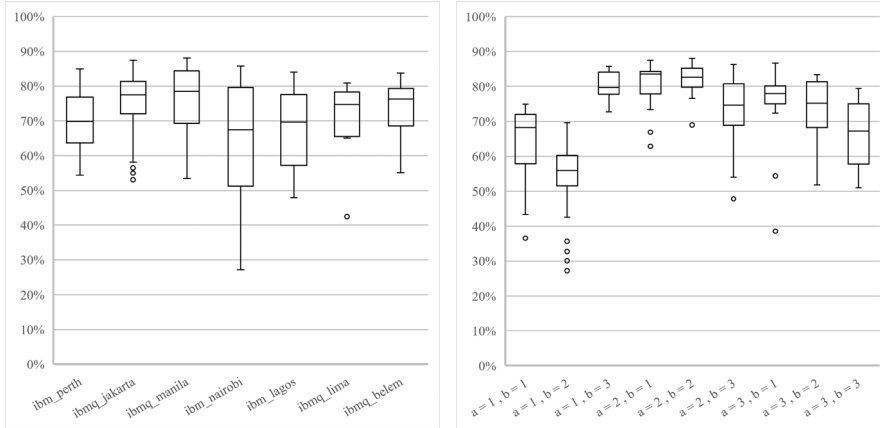 100%
90%
80%
70%
60%
50%
40%
30%
20%
10%
0%
ibm_perth
ibmq_jakarta
ibmq_manila
ibm_nairobi
ibm_lagos
ibmq_lima
ibmq_belem
100%
90%
80%
70%
60%
50%
40%
30%
20%
10%
0%
a = 1 , b = 1
a = 1 , b = 2
a = 1 , b = 3
a = 2 , b = 1
a = 2 , b = 2
a = 2 , b = 3
a = 3 , b = 1
a = 3 , b = 2
a = 3 , b = 3